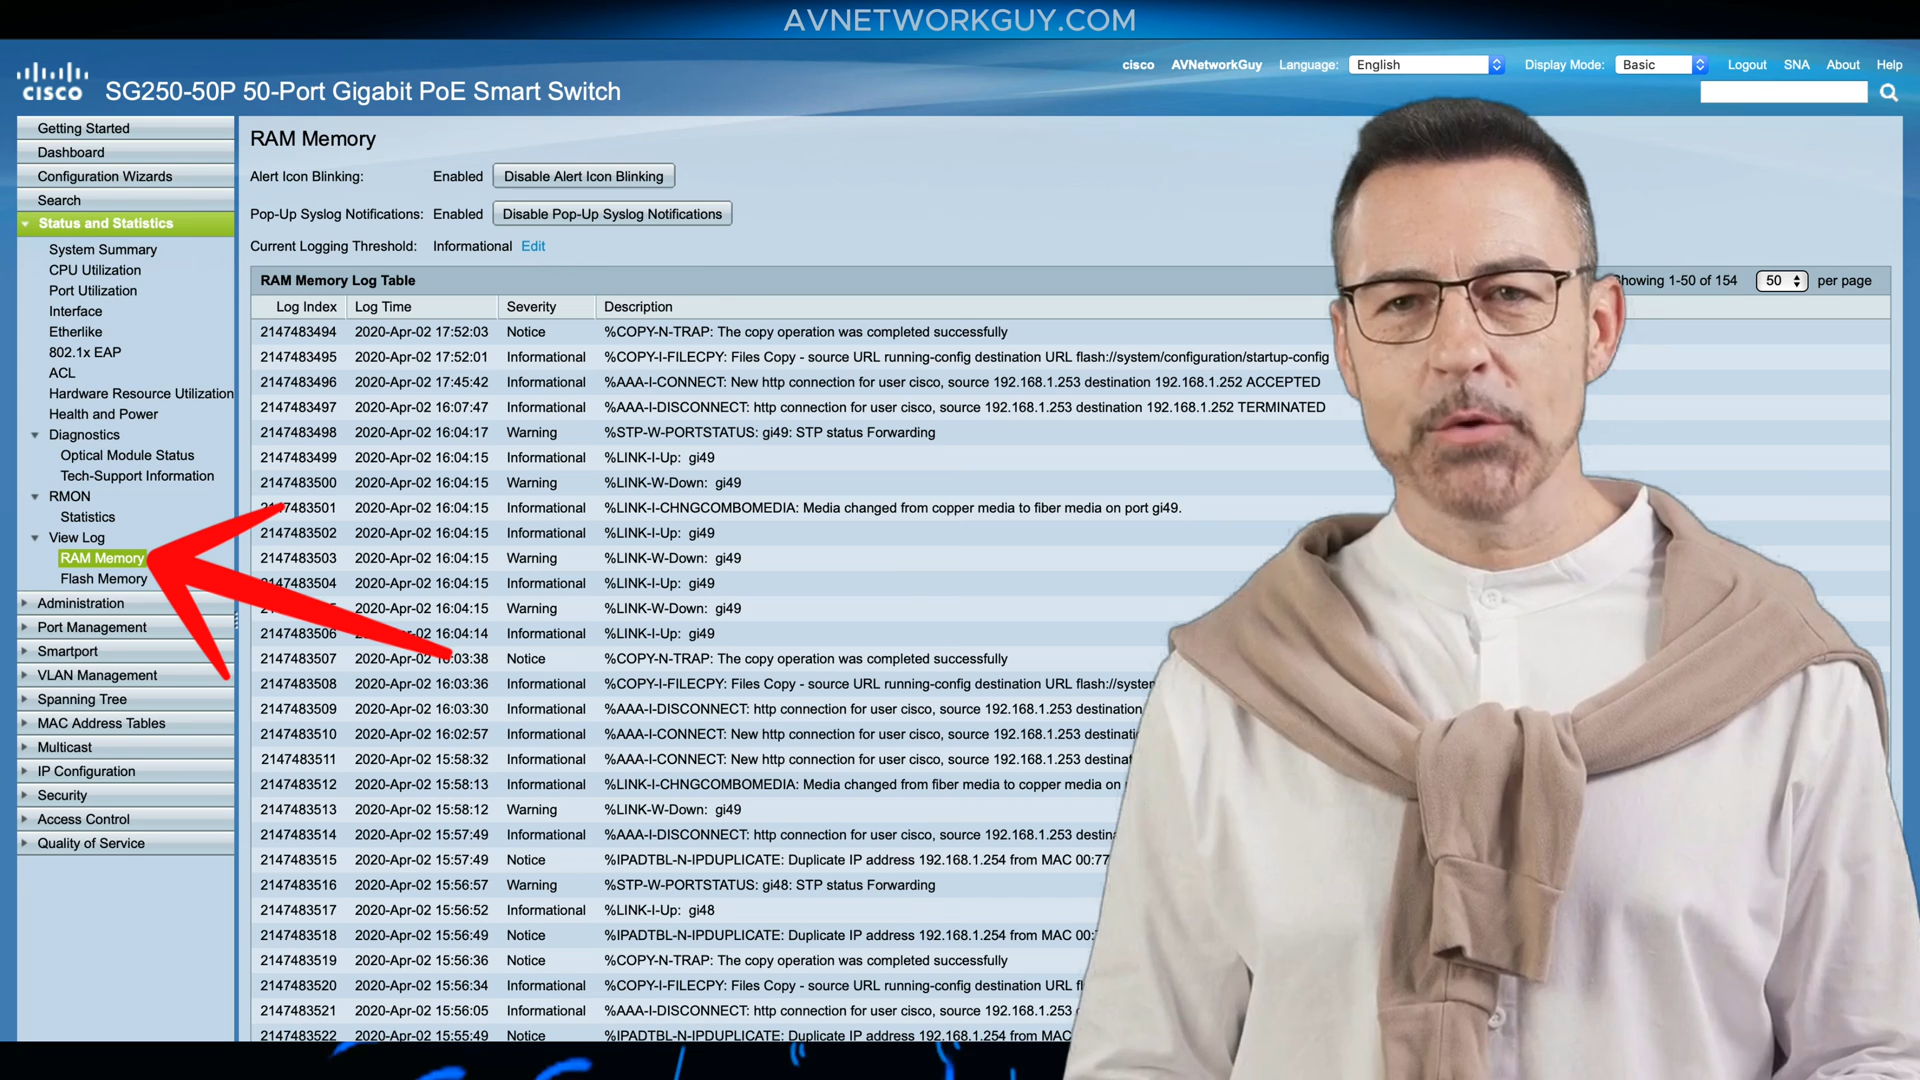 AVNETWORKGUY.COM
cisco AVNetworkGuy Language: English Display Mode: Basic Logout SNA About Help
CISCO SG250-50P 50-Port Gigabit PoE Smart Switch
Getting Started
Dashboard
Configuration Wizards
Search
Status and Statistics
System Summary
CPU Utilization
Port Utilization
Interface
Etherlike
802.1x EAP
ACL
Hardware Resource Utilization
Health and Power
Diagnostics
Optical Module Status
Tech-Support Information
RMON
Statistics
View Log
RAM Memory
Flash Memory
Administration
Port Management
Smartport
VLAN Management
Spanning Tree
MAC Address Tables
Multicast
IP Configuration
Security
Access Control
Quality of Service
RAM Memory
Alert Icon Blinking: Enabled Disable Alert Icon Blinking
Pop-Up Syslog Notifications: Enabled Disable Pop-Up Syslog Notifications
Current Logging Threshold: Informational Edit
RAM Memory Log Table 1-50 of 154 50 per page
Log Index Log Time Severity Description
2147483494 2020-Apr-02 17:52:03 Notice %COPY-N-TRAP: The copy operation was completed successfully
2147483495 2020-Apr-02 17:52:01 Informational %COPY-I-FILECPY: Files Copy - source URL running-config destination URL flash://system/configuration/startup-config
2147483496 2020-Apr-02 17:45:42 Informational %AAA-I-CONNECT: New http connection for user cisco, source 192.168.1.253 destination 192.168.1.252 ACCEPTED
2147483497 2020-Apr-02 16:07:47 Informational %AAA-I-DISCONNECT: http connection for user cisco, source 192.168.1.253 destination 192.168.1.252 TERMINATED
2147483498 2020-Apr-02 16:04:17 Warning %STP-W-PORTSTATUS: gi49: STP status Forwarding
2147483499 2020-Apr-02 16:04:15 Informational %LINK-I-Up: gi49
2147483500 2020-Apr-02 16:04:15 Warning %LINK-W-Down: gi49
2147483501 2020-Apr-02 16:04:15 Informational %LINK-I-CHNGCOMBOMEDIA: Media changed from copper media to fiber media on port gi49.
2147483502 2020-Apr-02 16:04:15 Informational %LINK-I-Up: gi49
2147483503 2020-Apr-02 16:04:15 Warning %LINK-W-Down: gi49
2147483504 2020-Apr-02 16:04:15 Informational %LINK-I-Up: gi49
2020-Apr-02 16:04:15 Warning %LINK-W-Down: gi49
2147483506 16:04:14 Informational %LINK-I-Up: gi49
2147483507 2020-Apr-02 16:03:38 Notice %COPY-N-TRAP: The copy operation was completed successfully
2147483508 2020-Apr-02 16:03:36 Informational %COPY-I-FILECPY: Files Copy - source URL running-config destination URL flash://system
2147483509 2020-Apr-02 16:03:30 Informational %AAA-I-DISCONNECT: http connection for user cisco, source 192.168.1.253 destination
2147483510 2020-Apr-02 16:02:57 Informational %AAA-I-CONNECT: New http connection for user cisco, source 192.168.1.253
2147483511 2020-Apr-02 15:58:32 Informational %AAA-I-CONNECT: New http connection for user cisco, source 192.168.1.253
2147483512 2020-Apr-02 15:58:13 Informational %LINK-I-CHNGCOMBOMEDIA: Media changed from fiber media to copper media on
2147483513 2020-Apr-02 15:58:12 Warning %LINK-W-Down: gi49
2147483514 2020-Apr-02 15:57:49 Informational %AAA-I-DISCONNECT: http connection for user cisco, source 192.168.1.253
2147483515 2020-Apr-02 15:57:49 Notice %IPADTBL-N-IPDUPLICATE: Duplicate IP address 192.168.1.254 from MAC 00:77
2147483516 2020-Apr-02 15:56:57 Warning %STP-W-PORTSTATUS: gi48: STP status Forwarding
2147483517 2020-Apr-02 15:56:52 Informational %LINK-I-Up: gi48
2147483518 2020-Apr-02 15:56:49 Notice %IPADTBL-N-IPDUPLICATE: Duplicate IP address 192.168.1.254 from MAC 00:
2147483519 2020-Apr-02 15:56:36 Notice %COPY-N-TRAP: The copy operation was completed successfully
2147483520 2020-Apr-02 15:56:34 Informational %COPY-I-FILECPY: Files Copy - source URL running-config destination URL
2147483521 2020-Apr-02 15:56:05 Informational %AAA-I-DISCONNECT: http connection for user cisco, source 192.168.1.253
2147483522 2020-Apr-02 15:55:49 Notice %IPADTBL-N-IPDUPLICATE: Duplicate IP address 192.168.1.254 from MAC